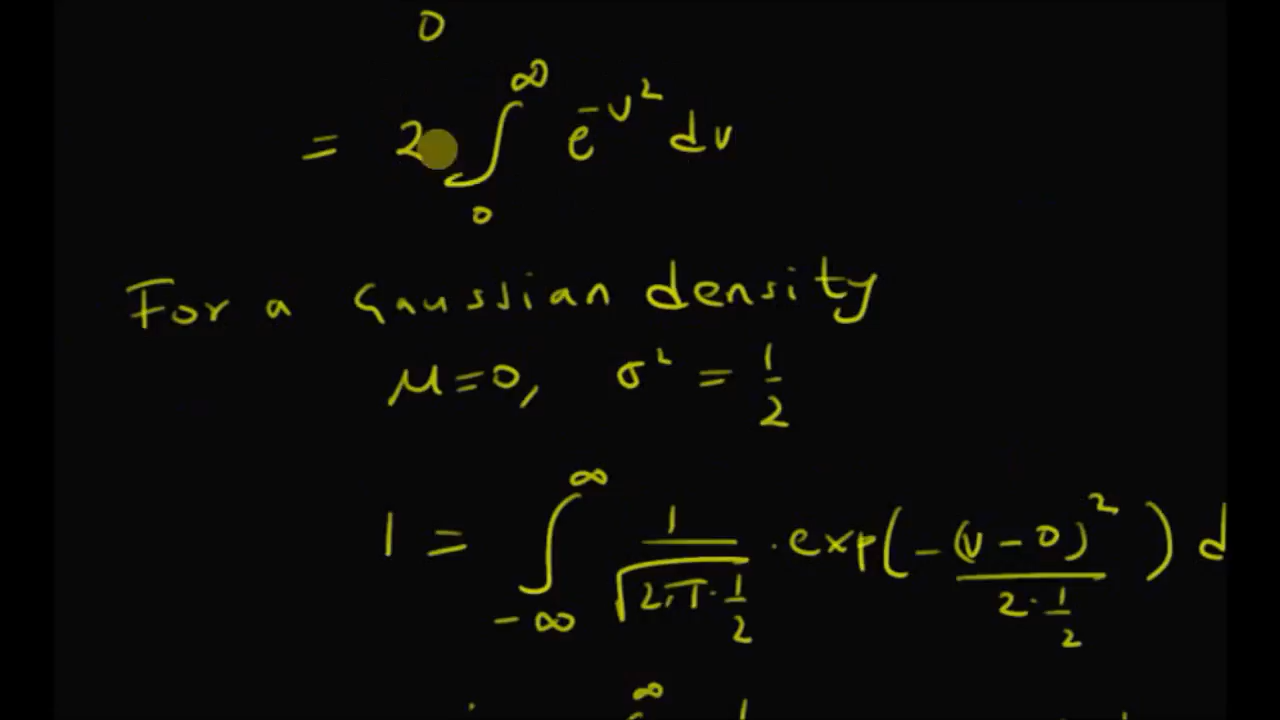 0
= 2 ∫₀^∞ e^{-v²} dv
For a Gaussian density
μ=0, σ² = 1/2
1 = ∫_{-∞}^{∞} 1/√(2π·1/2) · exp(-(v-0)²/(2·1/2)) d
∞